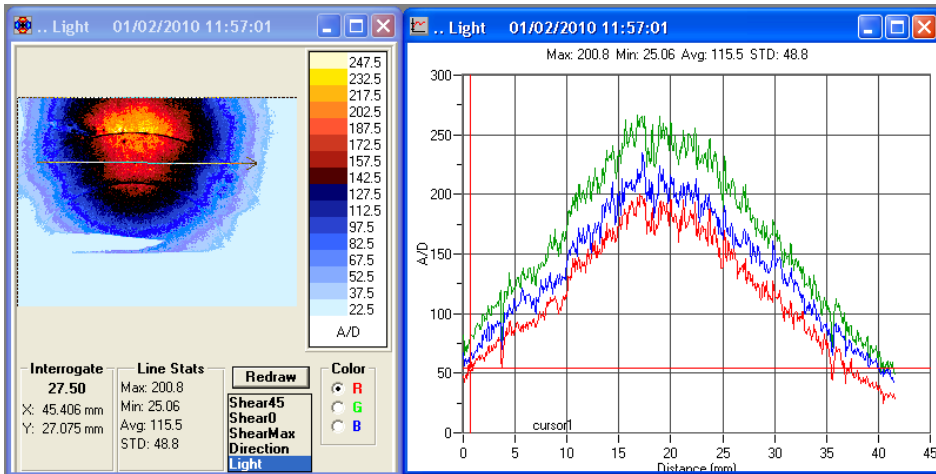 .. Light 01/02/2010 11:57:01
247.5
232.5
217.5
202.5
187.5
172.5
157.5
142.5
127.5
112.5
97.5
82.5
67.5
52.5
37.5
22.5
A/D
Interrogate
27.50
X: 45.406 mm
Y: 27.075 mm
Line Stats
Max: 200.8
Min: 25.06
Avg: 115.5
STD: 48.8
Redraw
Shear45
Shear0
ShearMax
Direction
Light
Color
R
G
B
.. Light 01/02/2010 11:57:01
Max: 200.8 Min: 25.06 Avg: 115.5 STD: 48.8
300
250
200
150
100
50
0
A/D
cursor1
0 5 10 15 20 25 30 35 40 45
Distance (mm)